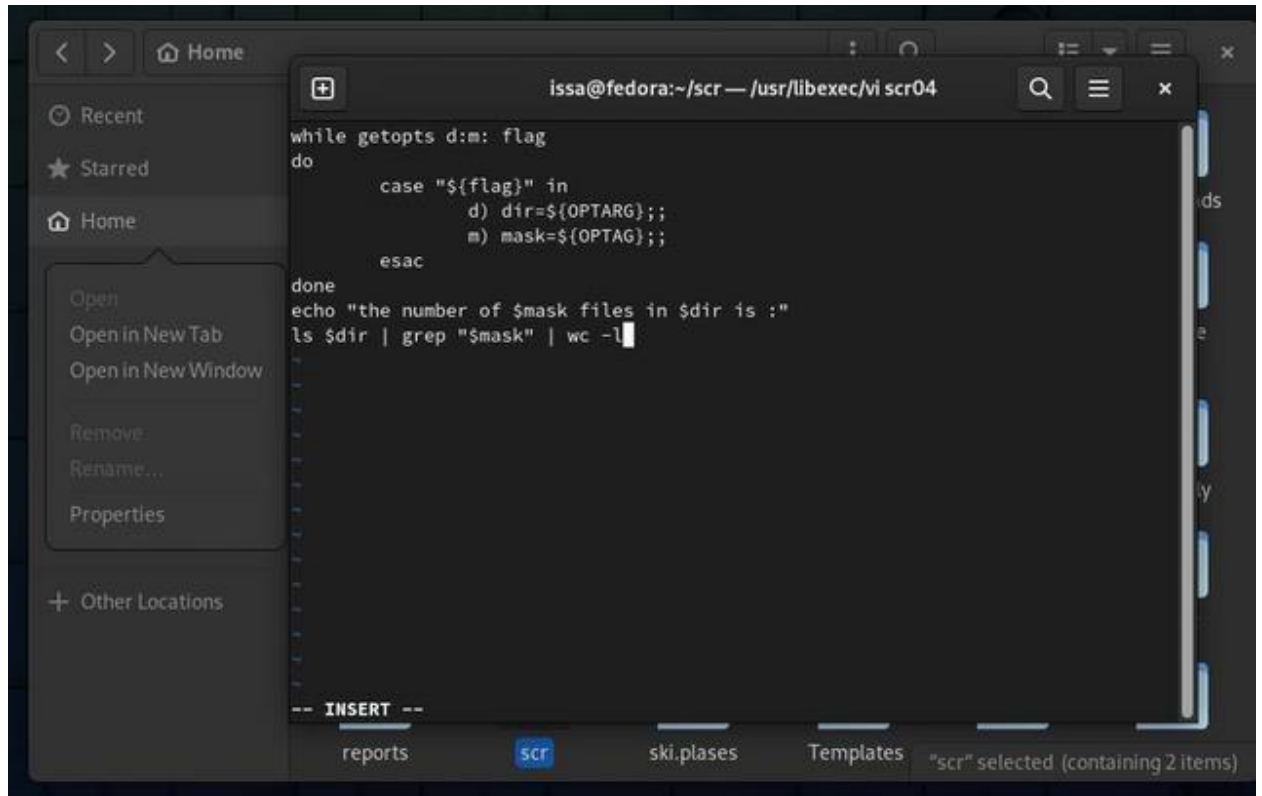 Home
issa@fedora:~/scr — /usr/libexec/vi scr04
Recent
Starred
Home
Open
Open in New Tab
Open in New Window
Remove
Rename...
Properties
Other Locations
while getopts d:m: flag
do
        case "${flag}" in
                d) dir=${OPTARG};;
                m) mask=${OPTAG};;
        esac
done
echo "the number of $mask files in $dir is :"
ls $dir | grep "$mask" | wc -l
~
~
~
~
~
~
~
~
~
~
~
~
~
~
-- INSERT --
ds
e
y
reports
scr
ski.plases
Templates
"scr" selected (containing 2 items)